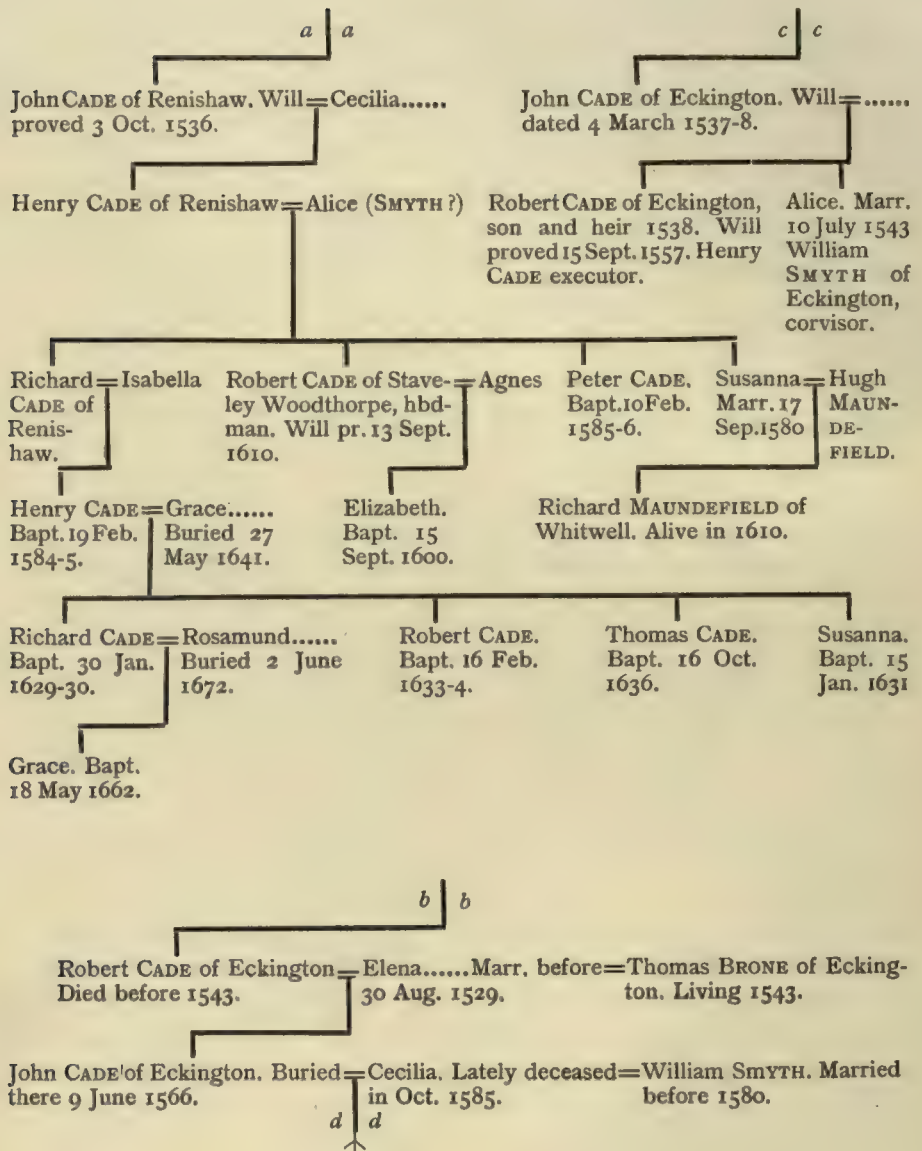 a a
c c
John CADE of Renishaw. Will=Cecilia......
proved 3 Oct. 1536.
John CADE of Eckington. Will=......
dated 4 March 1537-8.
Henry CADE of Renishaw=Alice (SMYTH ?)
Robert CADE of Eckington,
son and heir 1538. Will
proved 15 Sept. 1557. Henry
CADE executor.
Alice. Marr.
10 July 1543
William
SMYTH of
Eckington,
corvisor.
Richard=Isabella
CADE of
Renis-
haw.
Robert CADE of Stave-=Agnes
ley Woodthorpe, hbd-
man. Will pr. 13 Sept.
1610.
Peter CADE.
Bapt. 10 Feb.
1585-6.
Susanna=Hugh
Marr. 17 MAUN-
Sep. 1580 DE-
FIELD.
Henry CADE=Grace......
Bapt. 19 Feb. Buried 27
1584-5. May 1641.
Elizabeth.
Bapt. 15
Sept. 1600.
Richard MAUNDEFIELD of
Whitwell. Alive in 1610.
Richard CADE=Rosamund......
Bapt. 30 Jan. Buried 2 June
1629-30. 1672.
Robert CADE.
Bapt. 16 Feb.
1633-4.
Thomas CADE.
Bapt. 16 Oct.
1636.
Susanna.
Bapt. 15
Jan. 1631
Grace. Bapt.
18 May 1662.
b b
Robert CADE of Eckington=Elena......Marr. before=Thomas BRONE of Ecking-
Died before 1543. 30 Aug. 1529. ton. Living 1543.
John CADE of Eckington. Buried=Cecilia. Lately deceased=William SMYTH. Married
there 9 June 1566. in Oct. 1585. before 1580.
d d